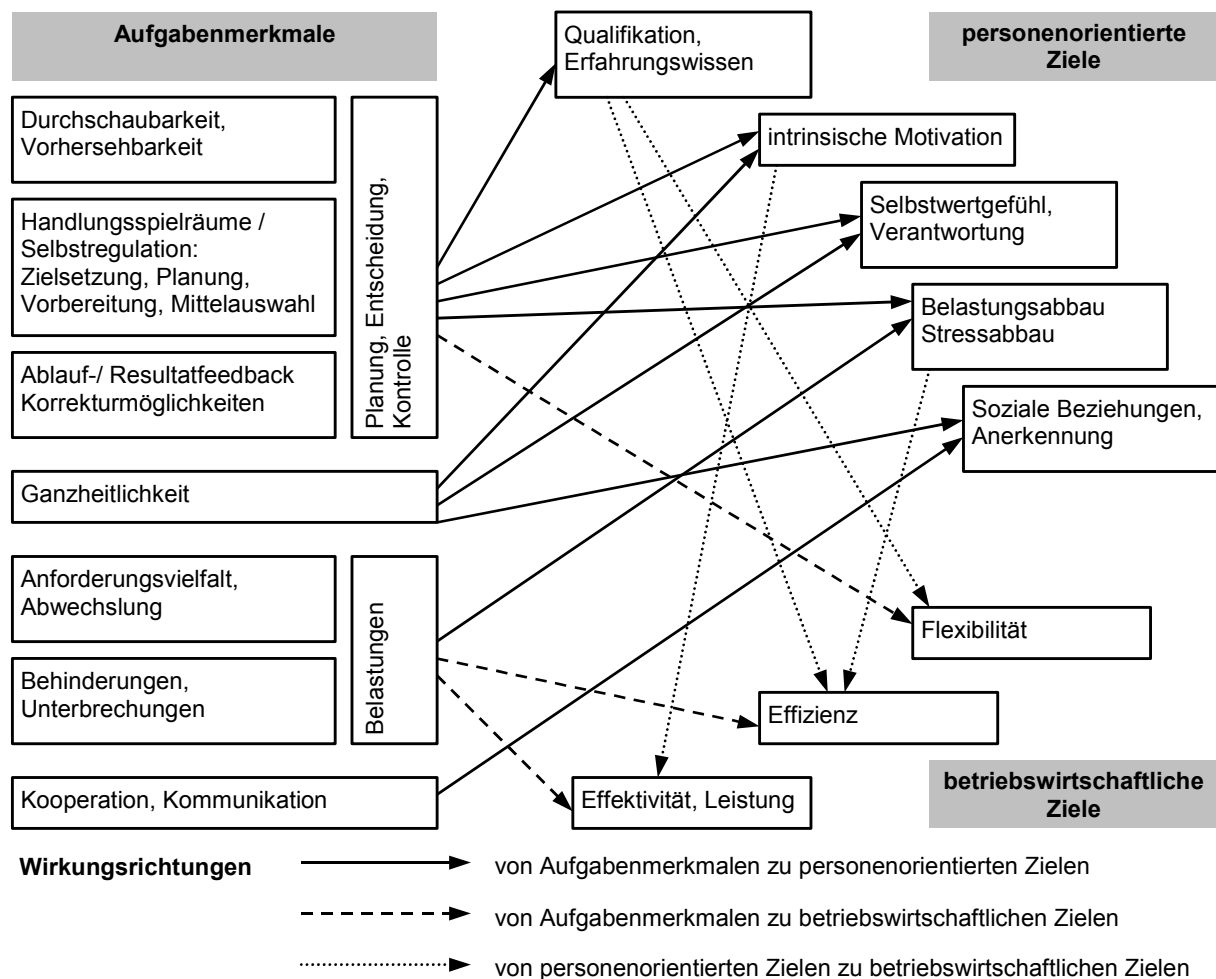 Aufgabenmerkmale
Durchschaubarkeit,
Vorhersehbarkeit
Handlungsspielräume /
Selbstregulation:
Zielsetzung, Planung,
Vorbereitung, Mittelauswahl
Ablauf-/ Resultatfeedback
Korrekturmöglichkeiten
Planung, Entscheidung,
Kontrolle
Ganzheitlichkeit
Anforderungsvielfalt,
Abwechslung
Behinderungen,
Unterbrechungen
Belastungen
Kooperation, Kommunikation
Qualifikation,
Erfahrungswissen
personenorientierte
Ziele
intrinsische Motivation
Selbstwertgefühl,
Verantwortung
Belastungsabbau
Stressabbau
Soziale Beziehungen,
Anerkennung
Flexibilität
Effizienz
Effektivität, Leistung
betriebswirtschaftliche
Ziele
Wirkungsrichtungen
von Aufgabenmerkmalen zu personenorientierten Zielen
von Aufgabenmerkmalen zu betriebswirtschaftlichen Zielen
von personenorientierten Zielen zu betriebswirtschaftlichen Zielen